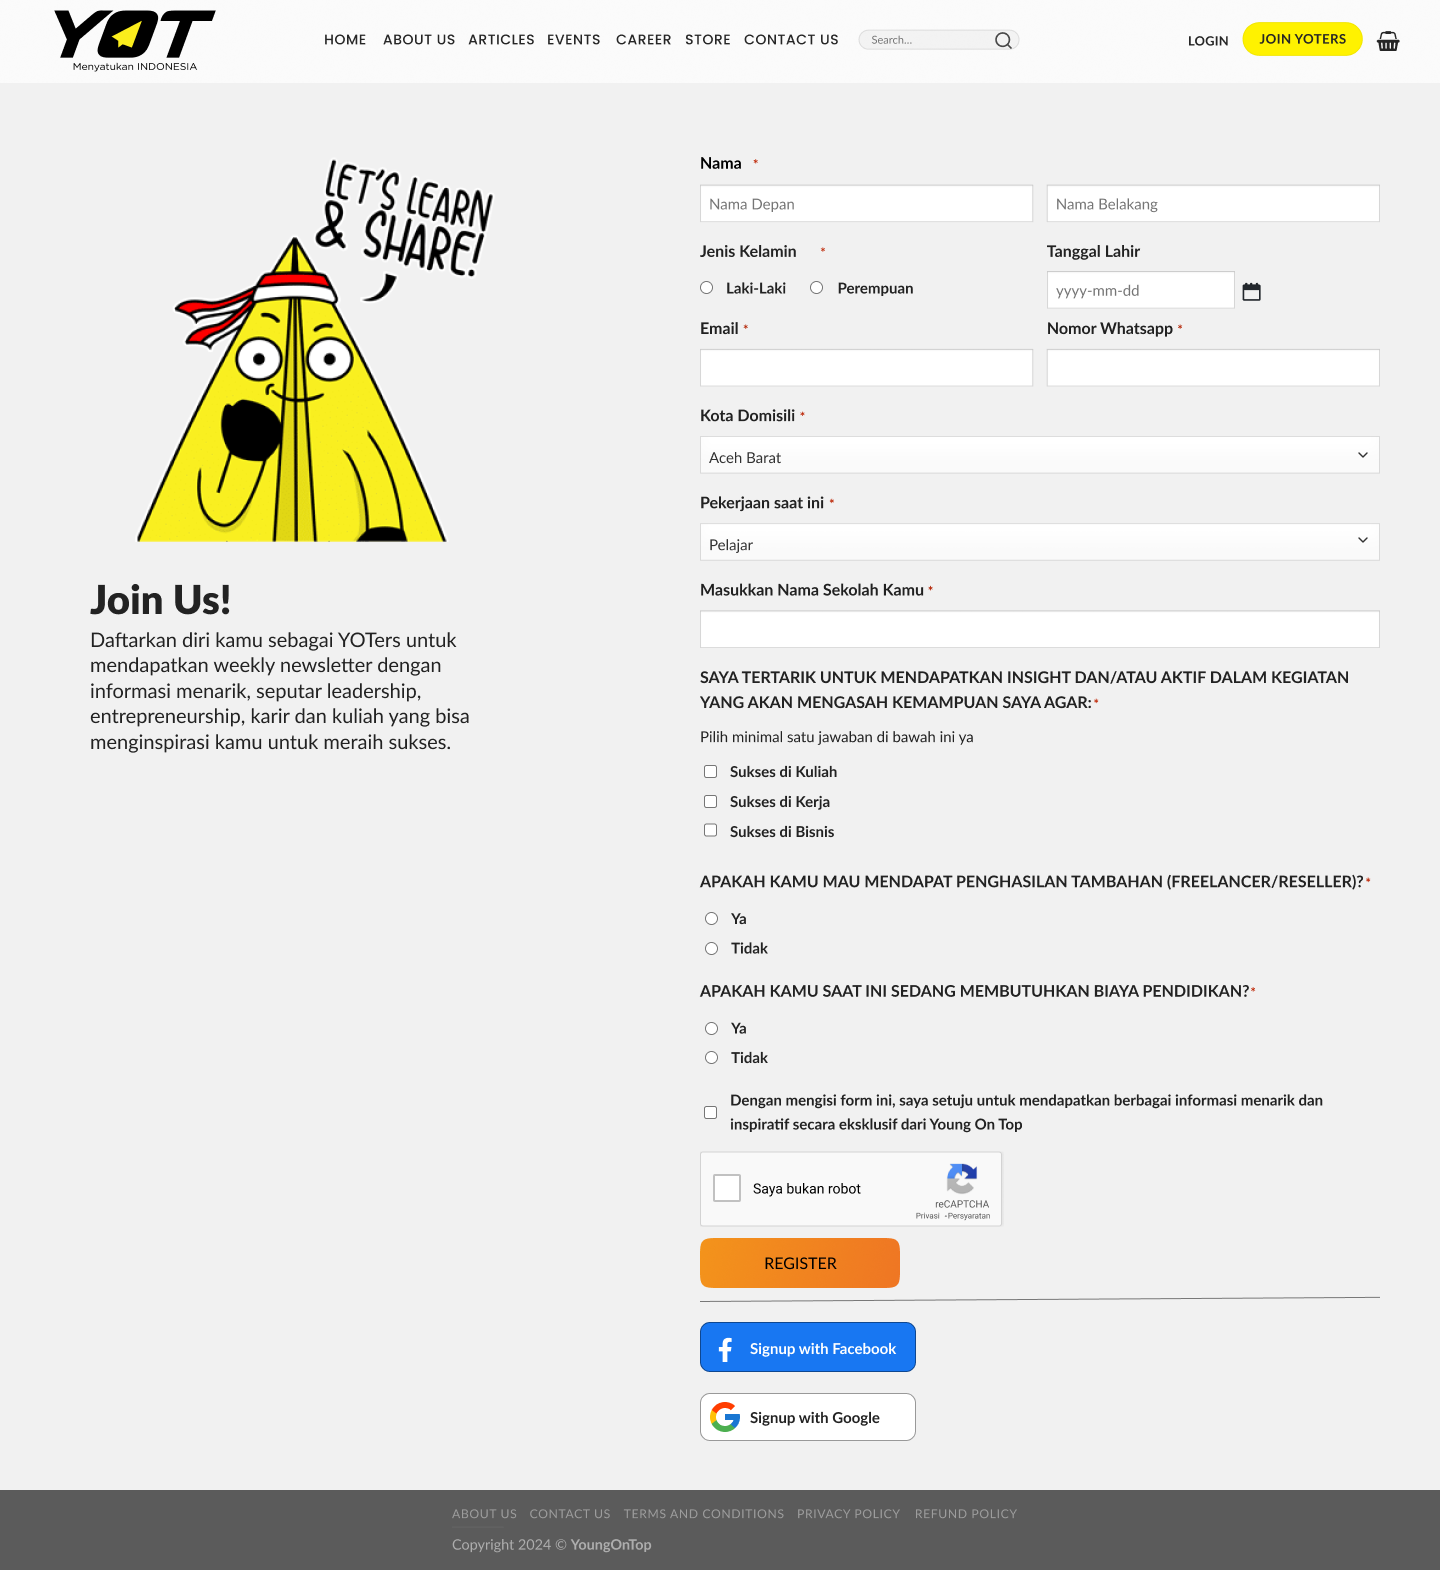 YOT
Menyatukan INDONESIA
HOME ABOUT US ARTICLES EVENTS CAREER STORE CONTACT US
Search...
LOGIN
JOIN YOTERS
LET'S LEARN
& SHARE!
Join Us!
Daftarkan diri kamu sebagai YOTers untuk
mendapatkan weekly newsletter dengan
informasi menarik, seputar leadership,
entrepreneurship, karir dan kuliah yang bisa
menginspirasi kamu untuk meraih sukses.
Nama *
Nama Depan
Nama Belakang
Jenis Kelamin *
Laki-Laki
Perempuan
Tanggal Lahir
yyyy-mm-dd
Email *
Nomor Whatsapp *
Kota Domisili *
Aceh Barat
Pekerjaan saat ini *
Pelajar
Masukkan Nama Sekolah Kamu *
SAYA TERTARIK UNTUK MENDAPATKAN INSIGHT DAN/ATAU AKTIF DALAM KEGIATAN
YANG AKAN MENGASAH KEMAMPUAN SAYA AGAR:*
Pilih minimal satu jawaban di bawah ini ya
Sukses di Kuliah
Sukses di Kerja
Sukses di Bisnis
APAKAH KAMU MAU MENDAPAT PENGHASILAN TAMBAHAN (FREELANCER/RESELLER)?*
Ya
Tidak
APAKAH KAMU SAAT INI SEDANG MEMBUTUHKAN BIAYA PENDIDIKAN?*
Ya
Tidak
Dengan mengisi form ini, saya setuju untuk mendapatkan berbagai informasi menarik dan
inspiratif secara eksklusif dari Young On Top
Saya bukan robot
reCAPTCHA
Privasi -Persyaratan
REGISTER
Signup with Facebook
Signup with Google
ABOUT US CONTACT US TERMS AND CONDITIONS PRIVACY POLICY REFUND POLICY
Copyright 2024 © YoungOnTop